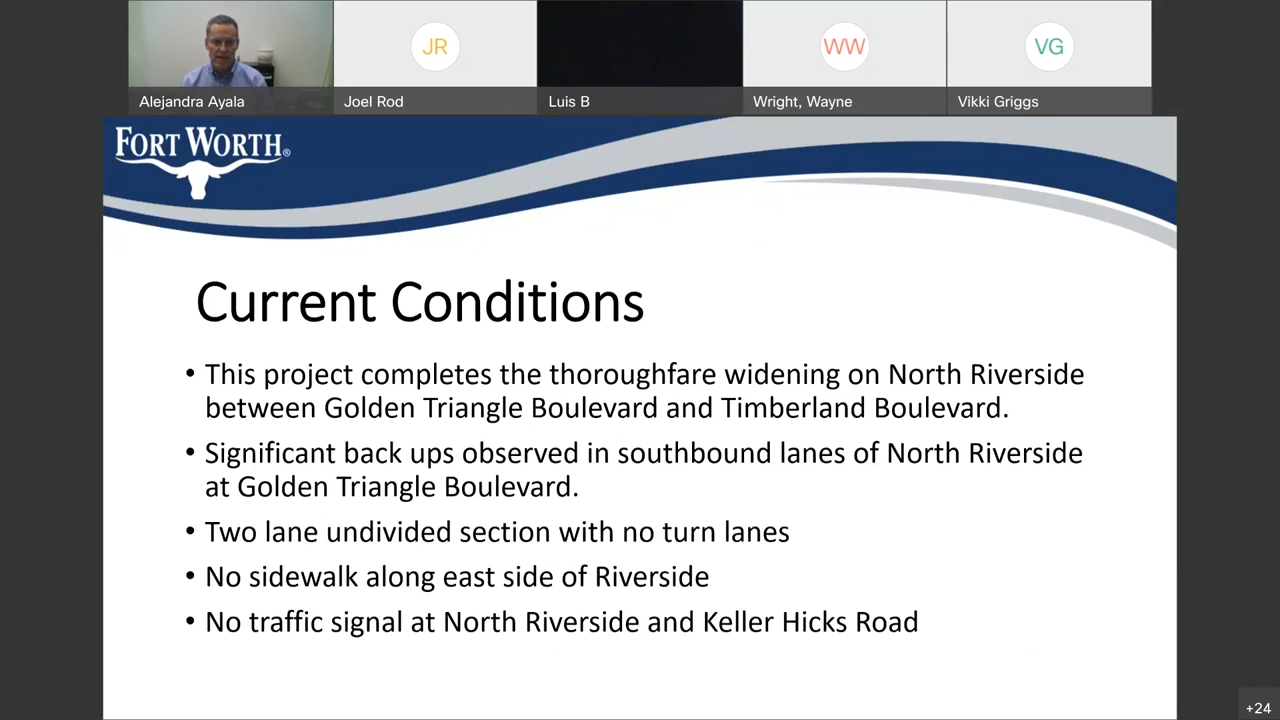 JR
WW
VG
Alejandra Ayala
Joel Rod
Luis B
Wright, Wayne
Vikki Griggs
FORT WORTH®
Current Conditions
• This project completes the thoroughfare widening on North Riverside
between Golden Triangle Boulevard and Timberland Boulevard.
• Significant back ups observed in southbound lanes of North Riverside
at Golden Triangle Boulevard.
• Two lane undivided section with no turn lanes
• No sidewalk along east side of Riverside
• No traffic signal at North Riverside and Keller Hicks Road
+24